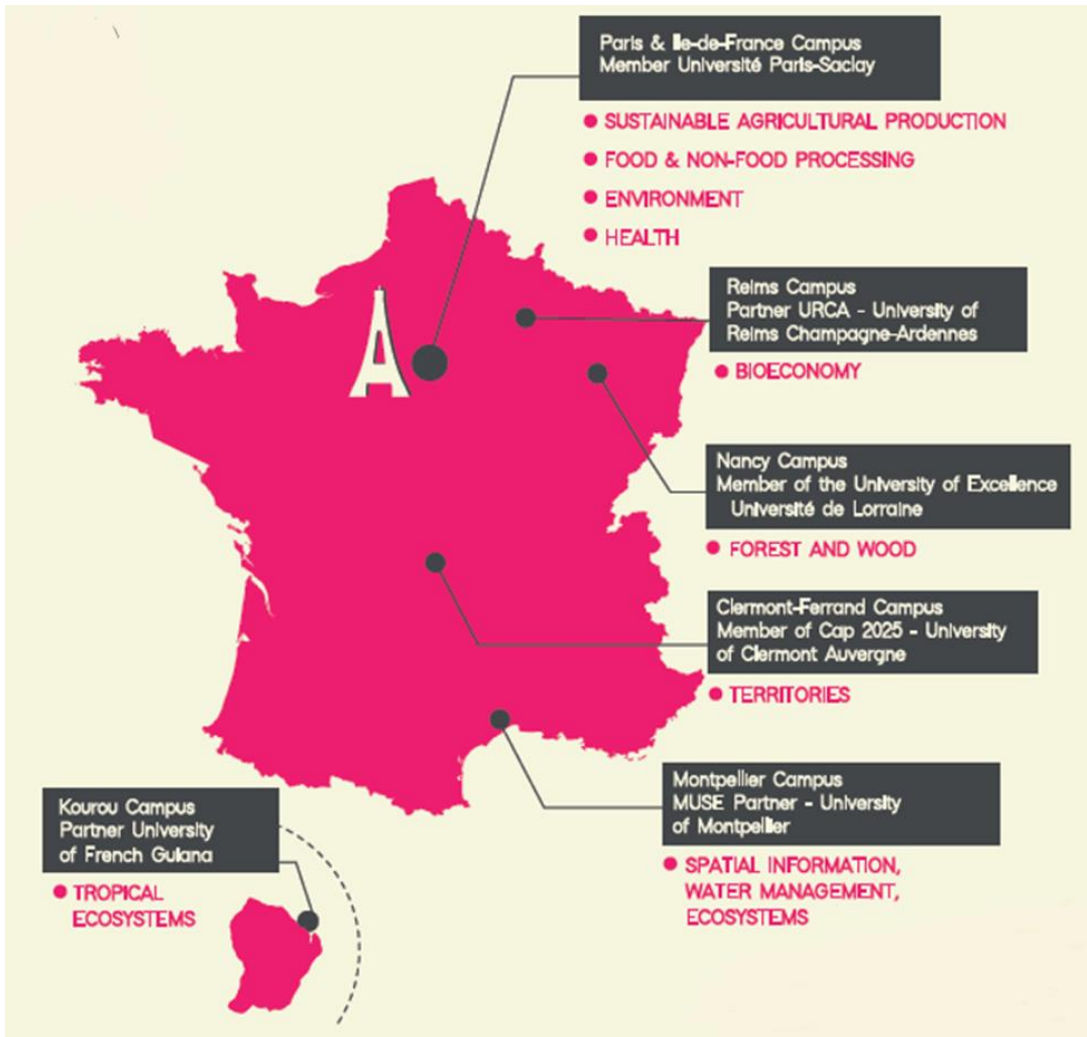 Paris & Ile-de-France Campus
Member Université Paris-Saclay
SUSTAINABLE AGRICULTURAL PRODUCTION
FOOD & NON-FOOD PROCESSING
ENVIRONMENT
HEALTH
Reims Campus
Partner URCA - University of
Reims Champagne-Ardennes
BIOECONOMY
Nancy Campus
Member of the University of Excellence
Université de Lorraine
FOREST AND WOOD
Clermont-Ferrand Campus
Member of Cap 2025 - University
of Clermont Auvergne
TERRITORIES
Montpellier Campus
MUSE Partner - University
of Montpellier
SPATIAL INFORMATION,
WATER MANAGEMENT,
ECOSYSTEMS
Kourou Campus
Partner University
of French Guiana
TROPICAL
ECOSYSTEMS